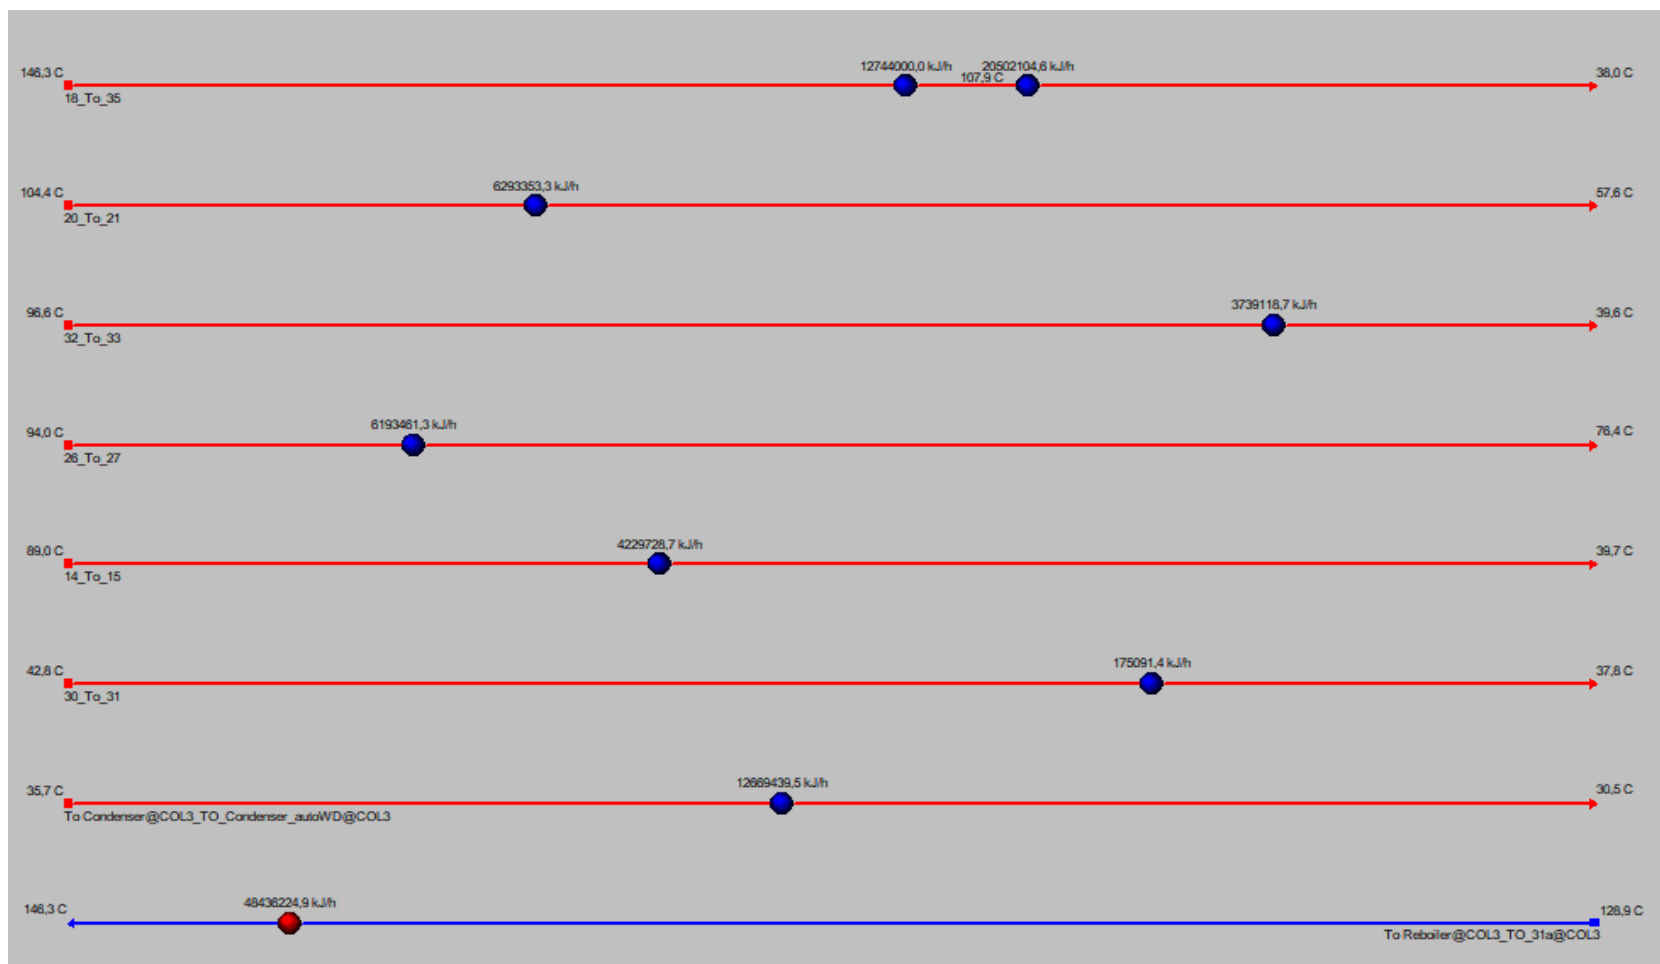 12744000,0 kJ/h 20502104,6 kJ/h
146,3 C 107,9 C 38,0 C
18_To_35
6293353,3 kJ/h
104,4 C 57,6 C
20_To_21
3739118,7 kJ/h
96,6 C 39,6 C
32_To_33
6193461,3 kJ/h
94,0 C 76,4 C
26_To_27
4229728,7 kJ/h
89,0 C 39,7 C
14_To_15
175091,4 kJ/h
42,8 C 37,8 C
30_To_31
12669439,5 kJ/h
35,7 C 30,5 C
To Condenser@COL3_TO_Condenser_autoWD@COL3
48436224,9 kJ/h
146,3 C 128,9 C
To Reboiler@COL3_TO_31a@COL3